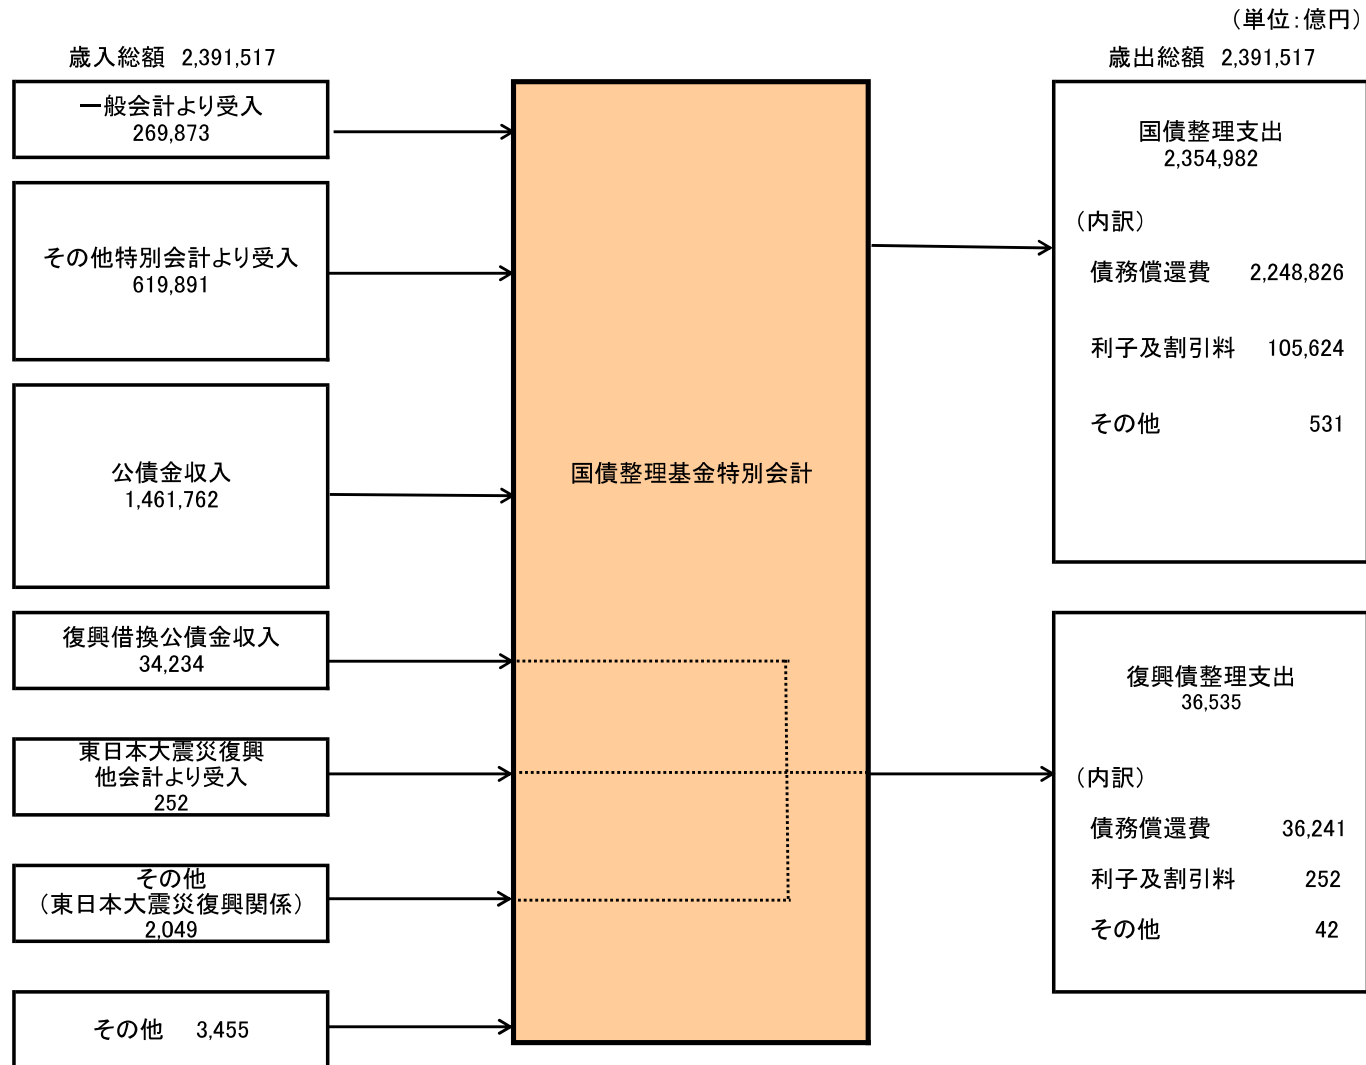 （単位：億円）
歳入総額 2,391,517
一般会計より受入
269,873
その他特別会計より受入
619,891
公債金収入
1,461,762
復興借換公債金収入
34,234
東日本大震災復興
他会計より受入
252
その他
（東日本大震災復興関係）
2,049
その他 3,455
国債整理基金特別会計
歳出総額 2,391,517
国債整理支出
2,354,982
（内訳）
債務償還費 2,248,826
利子及割引料 105,624
その他 531
復興債整理支出
36,535
（内訳）
債務償還費 36,241
利子及割引料 252
その他 42